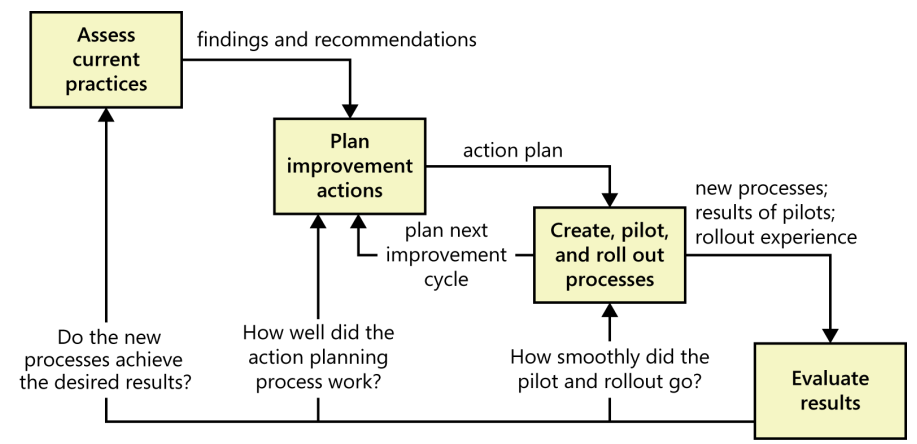 Assess
current
practices
findings and recommendations
Plan
improvement
actions
action plan
Create, pilot,
and roll out
processes
new processes;
results of pilots;
rollout experience
plan next
improvement
cycle
Do the new
processes achieve
the desired results?
How well did the
action planning
process work?
How smoothly did the
pilot and rollout go?
Evaluate
results